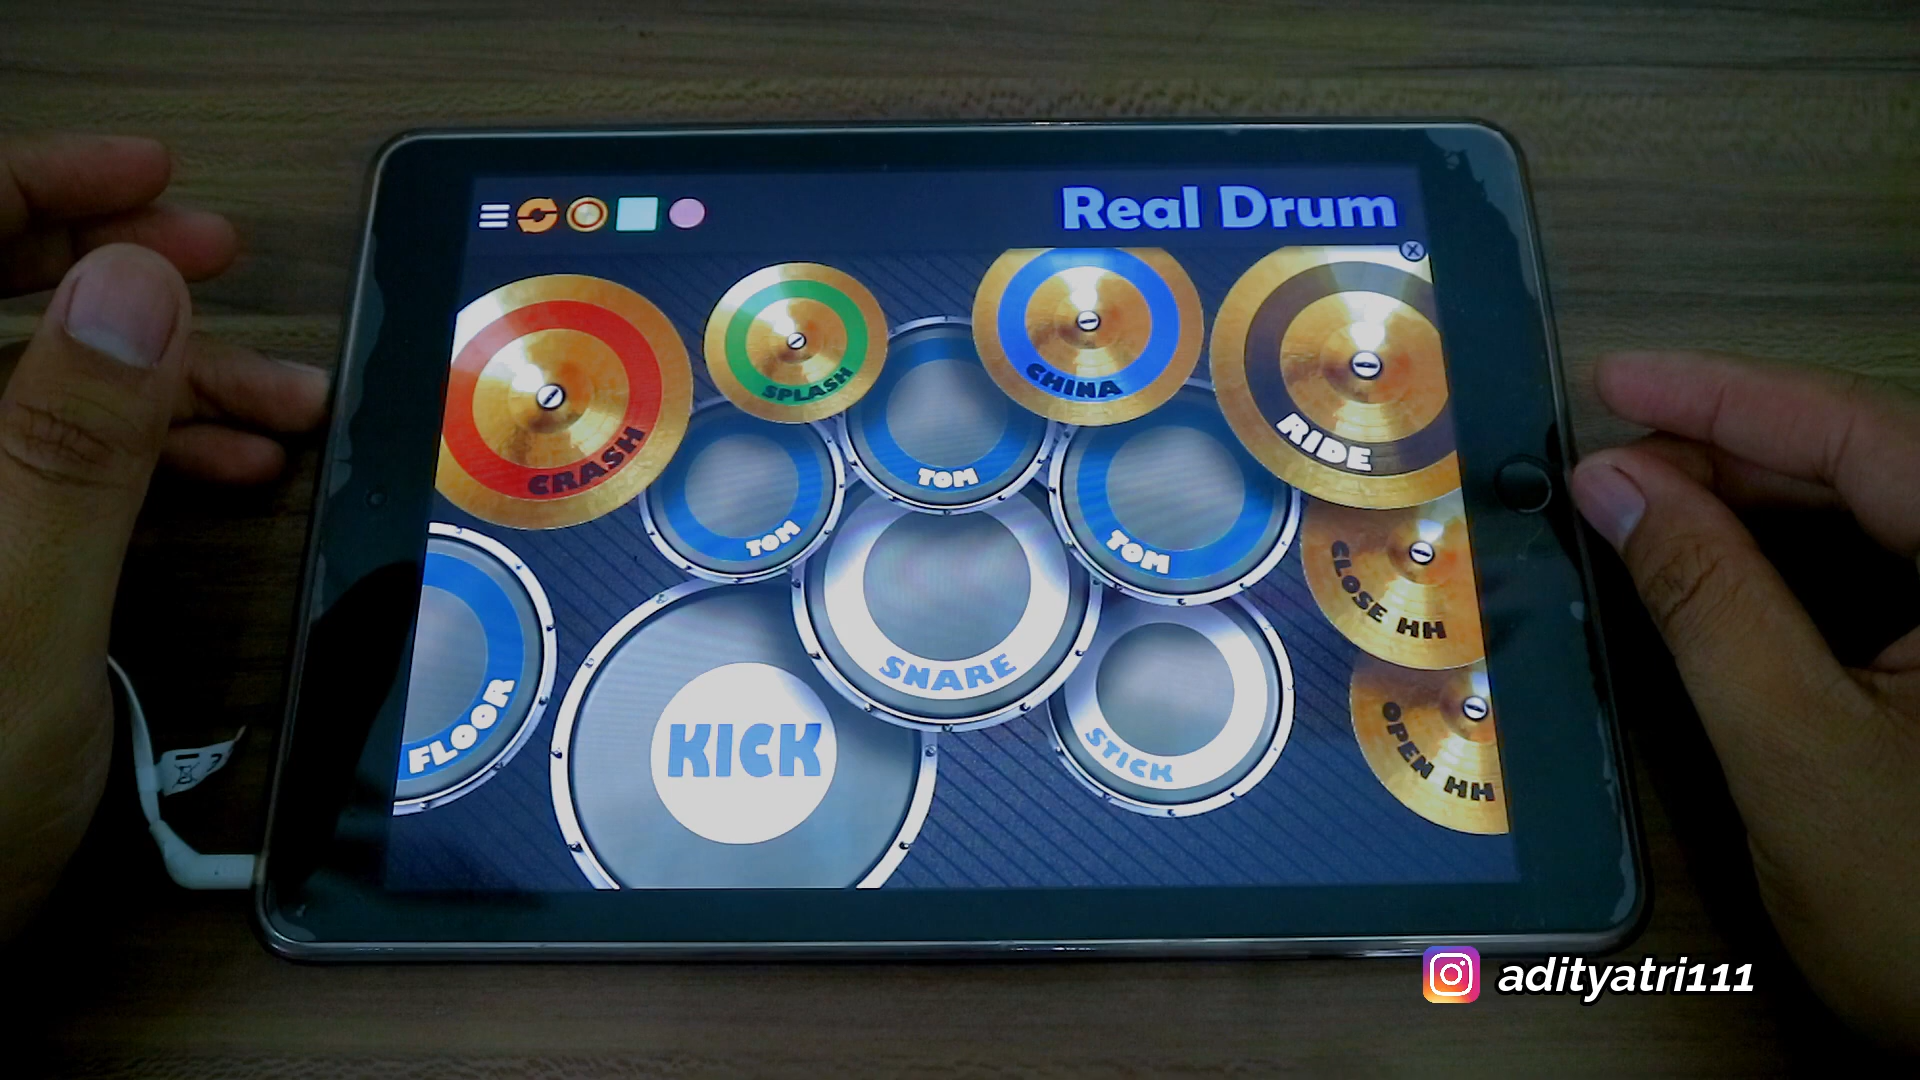 Real Drum
CRASH
SPLASH
CHINA
RIDE
TOM
TOM
TOM
CLOSE HH
FLOOR
SNARE
KICK
STICK
OPEN HH
adityatri111